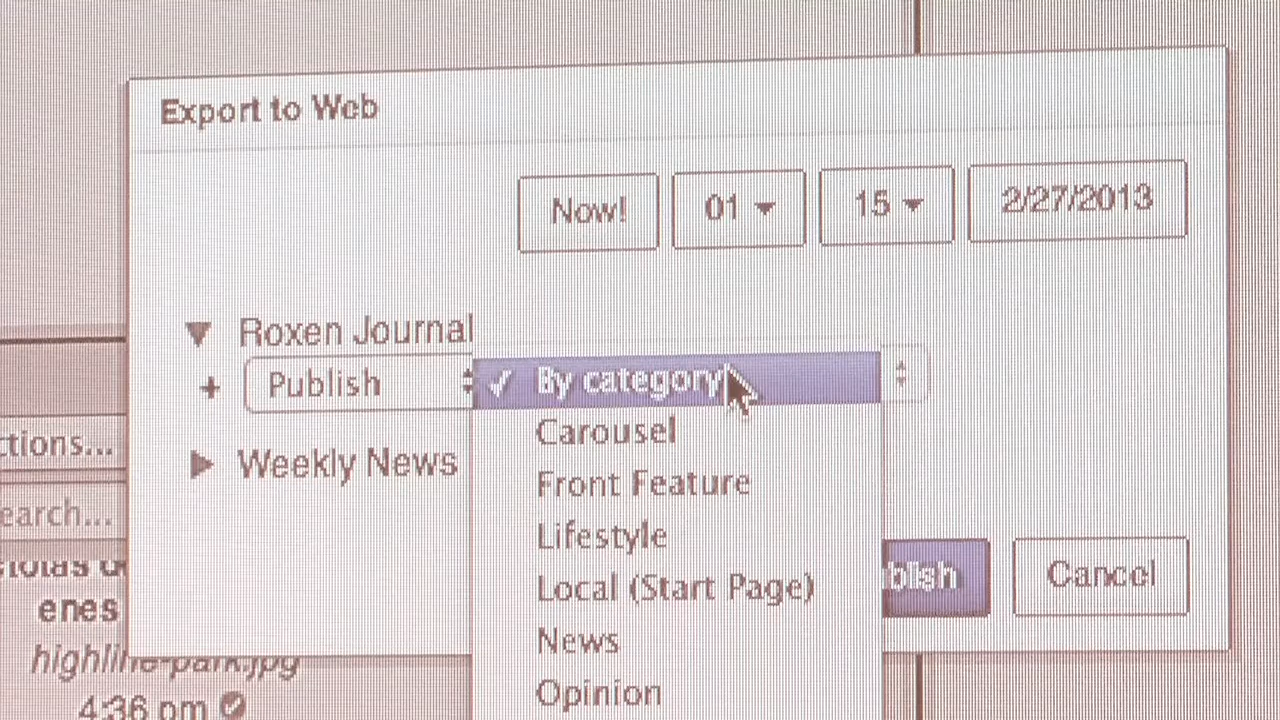 Export to Web
Now! 01 15 2/27/2013
Roxen Journal
+ Publish ✓ By category
Carousel
Weekly News
Front Feature
Lifestyle
Local (Start Page)
blish Cancel
News
Opinion
ctions...
earch...
enes
highline-park.jpg
4:36 pm